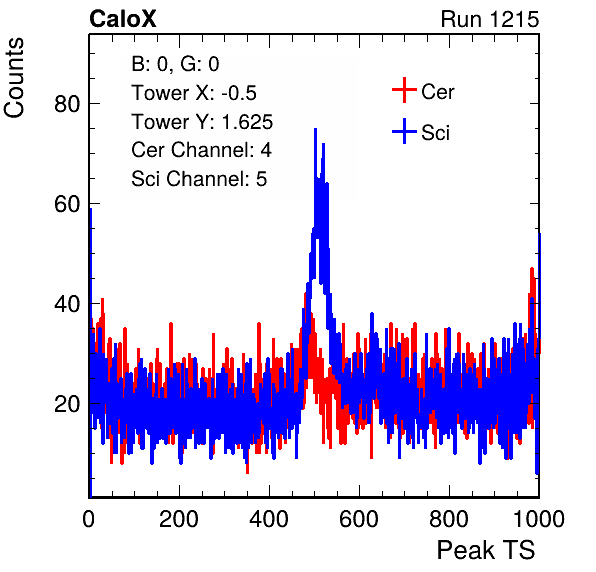 CaloX Run 1215
Counts
B: 0, G: 0
Tower X: -0.5
Tower Y: 1.625
Cer Channel: 4
Sci Channel: 5
Cer
Sci
80
60
40
20
0 200 400 600 800 1000
Peak TS